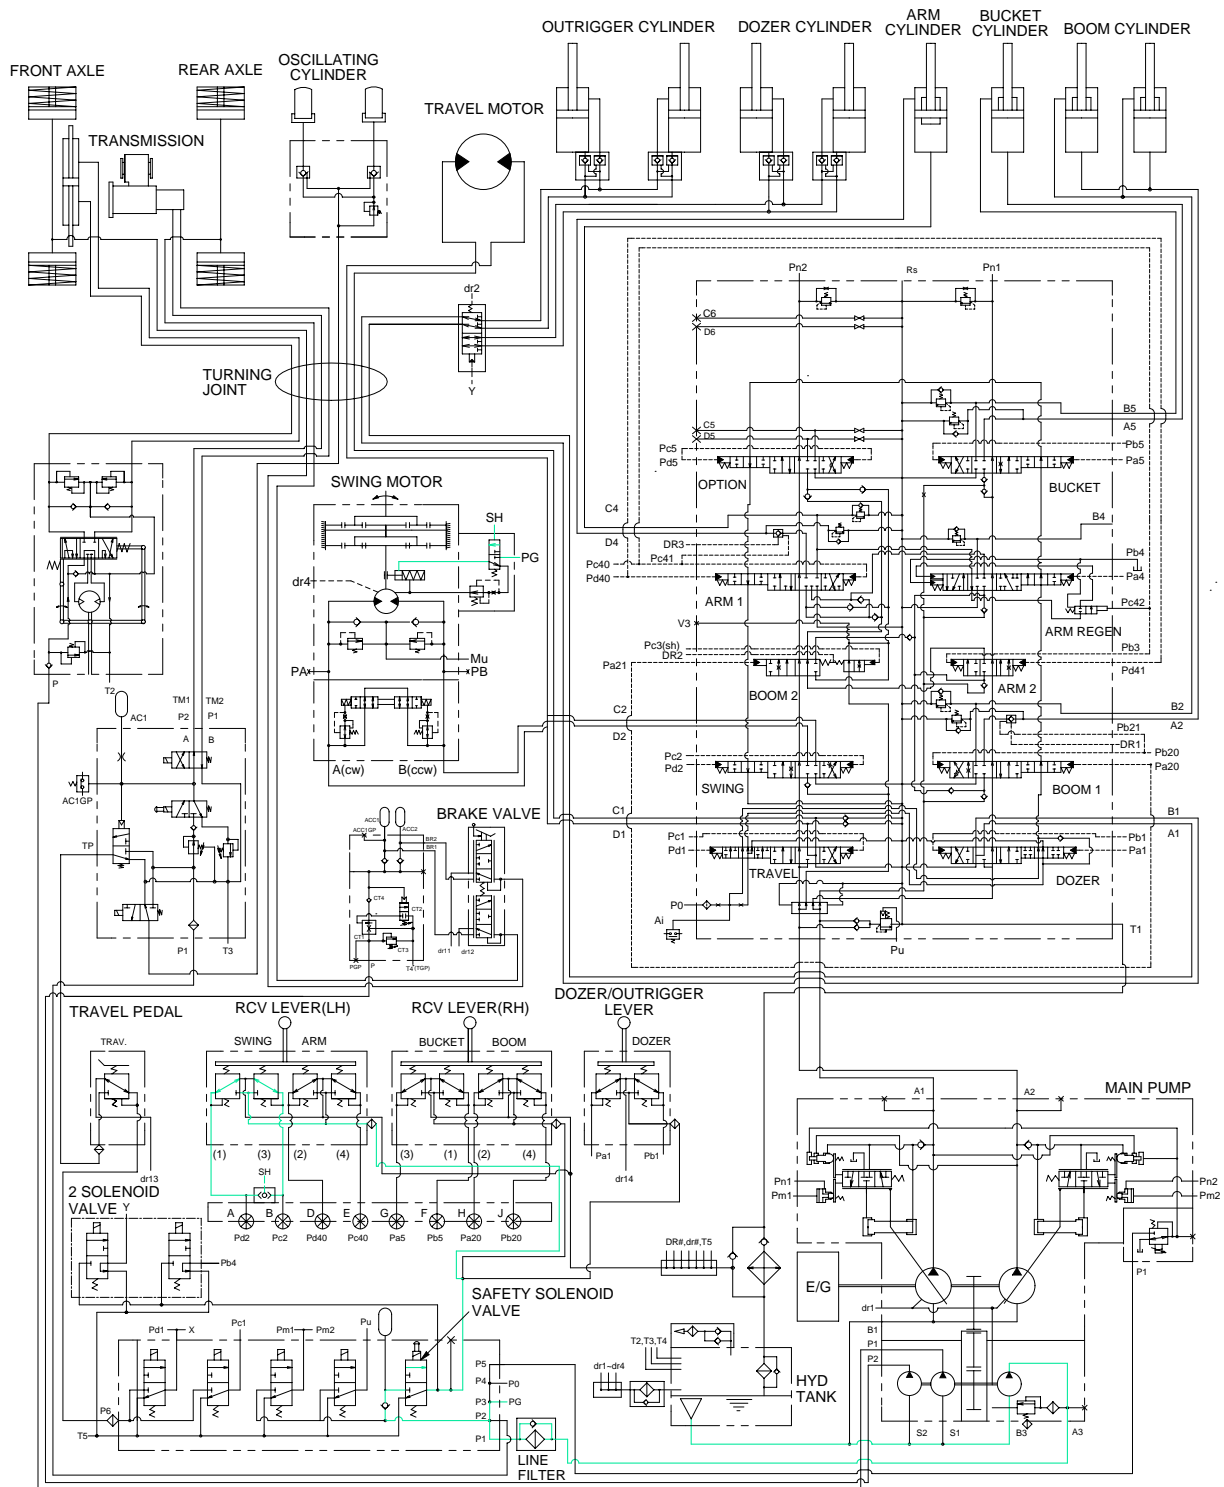 OUTRIGGER CYLINDER
DOZER CYLINDER
ARM
CYLINDER
BUCKET
CYLINDER
BOOM CYLINDER
FRONT AXLE
REAR AXLE
OSCILLATING
CYLINDER
TRAVEL MOTOR
TRANSMISSION
dr2
Y
TURNING
JOINT
Pn2
Rs
Pn1
C6
D6
B5
A5
C5
D5
Pc5
Pd5
Pb5
Pa5
OPTION
BUCKET
SWING MOTOR
SH
PG
dr4
Mu
PA
PB
A(cw)
B(ccw)
C4
D4
B4
DR3
Pc41
Pc40
Pd40
Pb4
Pa4
ARM 1
Pc42
ARM REGEN
V3
Pc3(sh)
DR2
Pa21
Pb3
Pd41
BOOM 2
ARM 2
C2
D2
B2
A2
Pb21
DR1
Pc2
Pd2
Pb20
Pa20
SWING
BOOM 1
C1
D1
B1
A1
Pc1
Pd1
Pb1
Pa1
TRAVEL
DOZER
P0
Ai
Pu
T1
P
T2
AC1
TM1
TM2
P2
P1
A
B
AC1GP
TP
P1
T3
BRAKE VALVE
ACC1
ACC2
ACC1GP
BR2
BR1
CT4
CT2
CT1
CT3
PGP
P
T4(TGP)
dr11
dr12
TRAVEL PEDAL
TRAV.
dr13
RCV LEVER(LH)
SWING
ARM
(1)
(3)
(2)
(4)
RCV LEVER(RH)
BUCKET
BOOM
(3)
(1)
(2)
(4)
DOZER/OUTRIGGER
LEVER
DOZER
Pa1
Pb1
dr14
SH
A
B
D
E
G
F
H
J
Pd2
Pc2
Pd40
Pc40
Pa5
Pb5
Pa20
Pb20
2 SOLENOID
VALVE
Y
Pb4
SAFETY SOLENOID
VALVE
Pd1
X
Pc1
Pm1
Pm2
Pu
P6
T5
P5
P4
P0
P3
PG
P2
P1
LINE
FILTER
DR#,dr#,T5
T2,T3,T4
dr1~dr4
HYD
TANK
MAIN PUMP
A1
A2
Pn1
Pm1
Pn2
Pm2
P1
E/G
dr1
B1
P1
P2
S2
S1
B3
A3